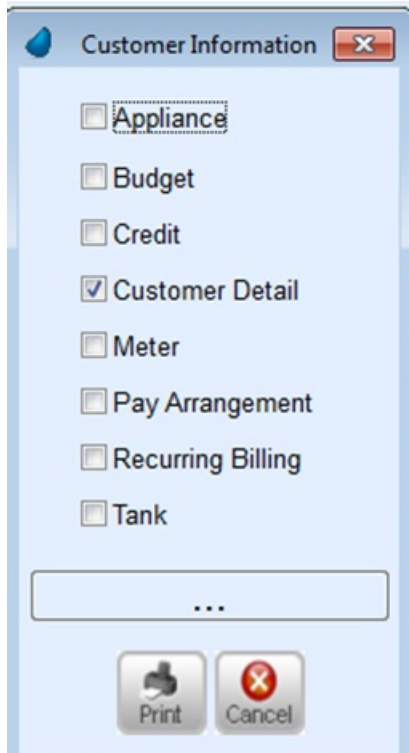 Customer Information
Appliance
Budget
Credit
Customer Detail
Meter
Pay Arrangement
Recurring Billing
Tank
...
Print Cancel